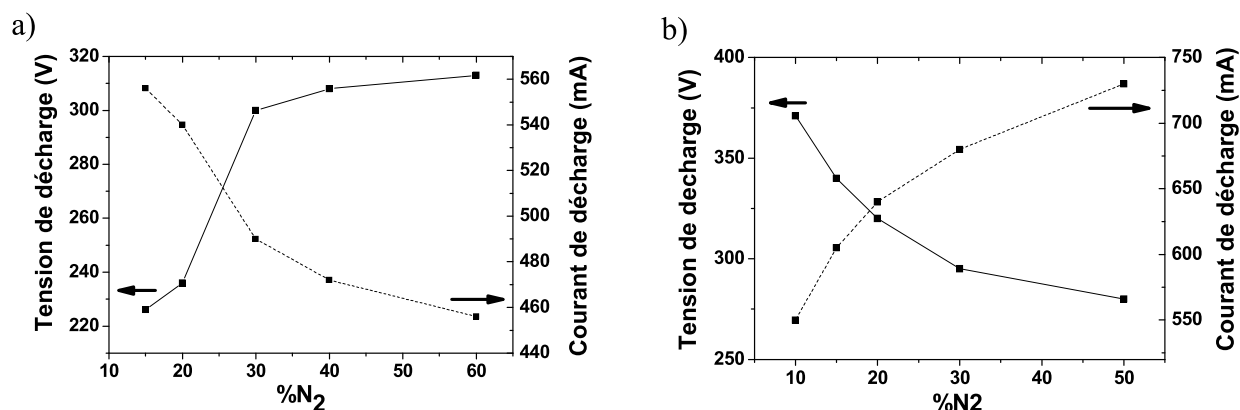 a)
320
300
280
260
240
220
Tension de décharge (V)
560
540
520
500
480
460
440
Courant de décharge (mA)
10 20 30 40 50 60
%N2
b)
400
350
300
250
Tension de decharge (V)
750
700
650
600
550
Courant de décharge (mA)
10 20 30 40 50
%N2